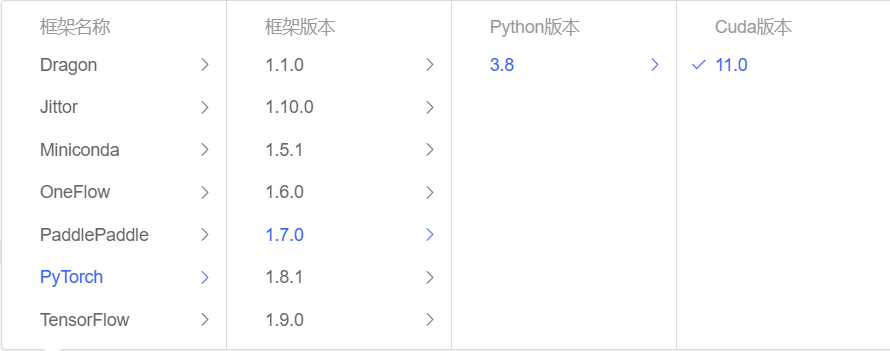 框架名称
Dragon
Jittor
Miniconda
OneFlow
PaddlePaddle
PyTorch
TensorFlow
框架版本
1.1.0
1.10.0
1.5.1
1.6.0
1.7.0
1.8.1
1.9.0
Python版本
3.8
Cuda版本
11.0